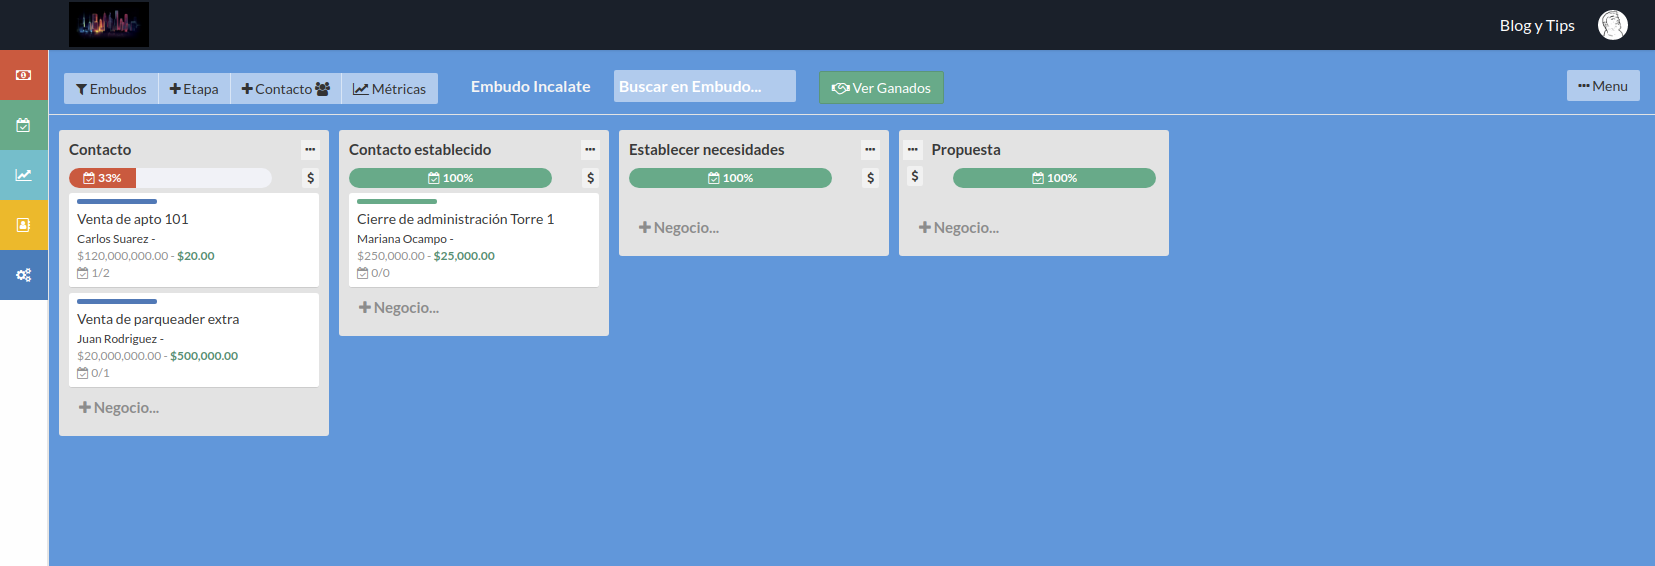 Blog y Tips
Embudos
Etapa
Contacto
Métricas
Embudo Incalate
Buscar en Embudo...
Ver Ganados
Menu
Contacto
33%
$
Venta de apto 101
Carlos Suarez -
$120,000,000.00 - $20.00
1/2
Venta de parqueader extra
Juan Rodriguez -
$20,000,000.00 - $500,000.00
0/1
Negocio...
Contacto establecido
100%
$
Cierre de administración Torre 1
Mariana Ocampo -
$250,000.00 - $25,000.00
0/0
Negocio...
Establecer necesidades
100%
$
Negocio...
Propuesta
$
100%
Negocio...